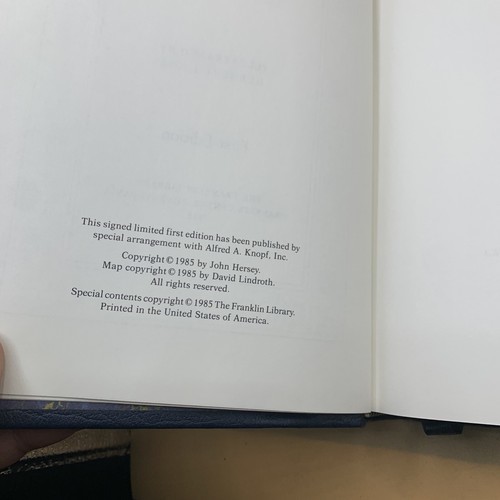 This signed limited first edition has been published by
special arrangement with Alfred A. Knopf, Inc.
Copyright © 1985 by John Hersey.
Map copyright © 1985 by David Lindroth.
All rights reserved.
Special contents copyright © 1985 The Franklin Library.
Printed in the United States of America.